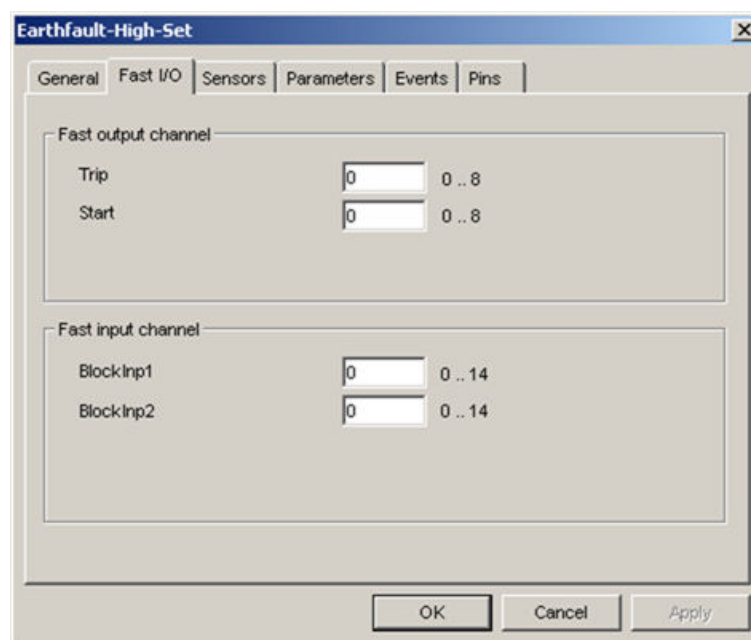 Earthfault-High-Set
General Fast I/O Sensors Parameters Events Pins
Fast output channel
Trip 0 0 .. 8
Start 0 0 .. 8
Fast input channel
BlockInp1 0 0 .. 14
BlockInp2 0 0 .. 14
OK Cancel Apply